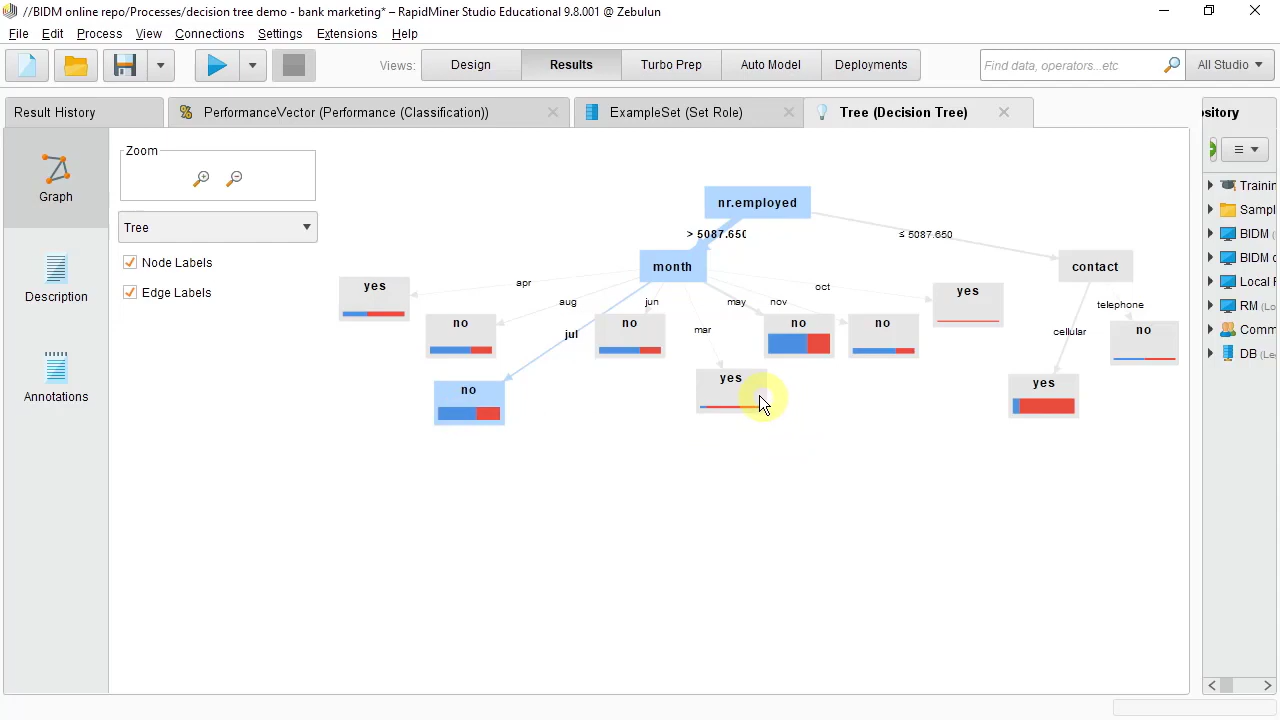 //BIDM online repo/Processes/decision tree demo - bank marketing* – RapidMiner Studio Educational 9.8.001 @ Zebulun
File Edit Process View Connections Settings Extensions Help
Views: Design Results Turbo Prep Auto Model Deployments Find data, operators...etc All Studio
Result History PerformanceVector (Performance (Classification)) ExampleSet (Set Role) Tree (Decision Tree) sitory
Zoom
Graph
Tree
Node Labels
Edge Labels
Description
Annotations
nr.employed
> 5087.650 ≤ 5087.650
month contact
apr oct
yes yes
aug jun may nov telephone
no no no no no
jul mar cellular
yes yes
no
Trainin
Sampl
BIDM
BIDM o
Local F
RM (Lo
Comm
DB (Leg